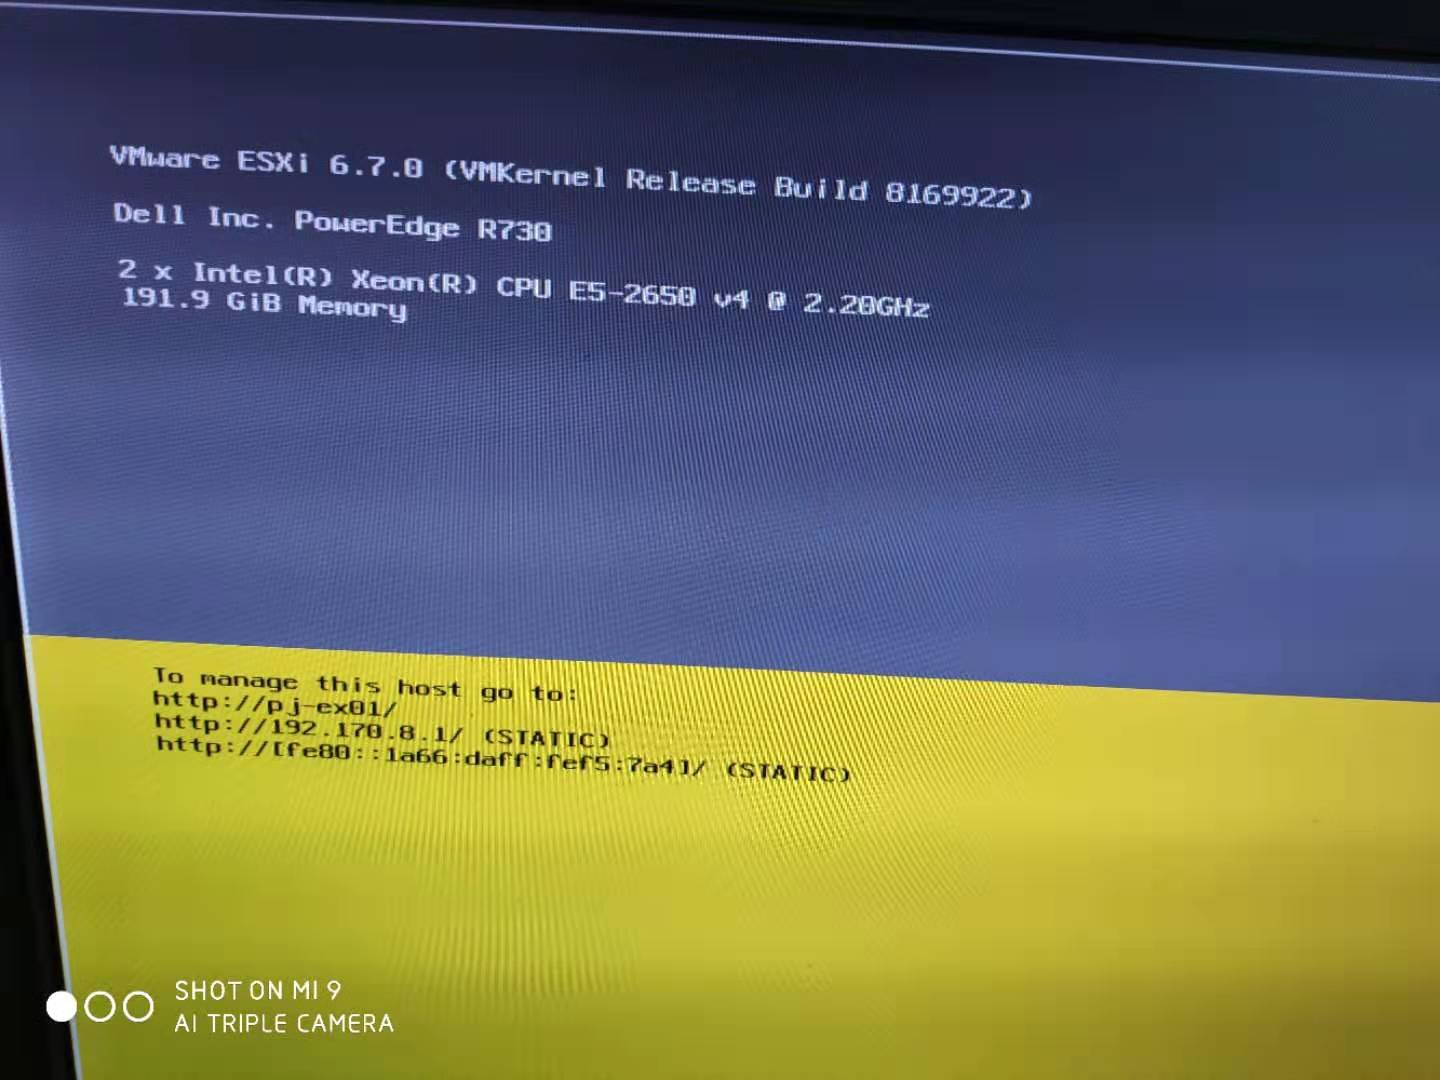 VMware ESXi 6.7.0 (VMKernel Release Build 8169922)
Dell Inc. PowerEdge R730
2 x Intel(R) Xeon(R) CPU E5-2650 v4 @ 2.20GHz
191.9 GiB Memory
To manage this host go to:
http://pj-ex01/
http://192.170.8.1/ (STATIC)
http://[fe80::1a66:daff:fef5:7a4]/ (STATIC)
SHOT ON MI 9
AI TRIPLE CAMERA